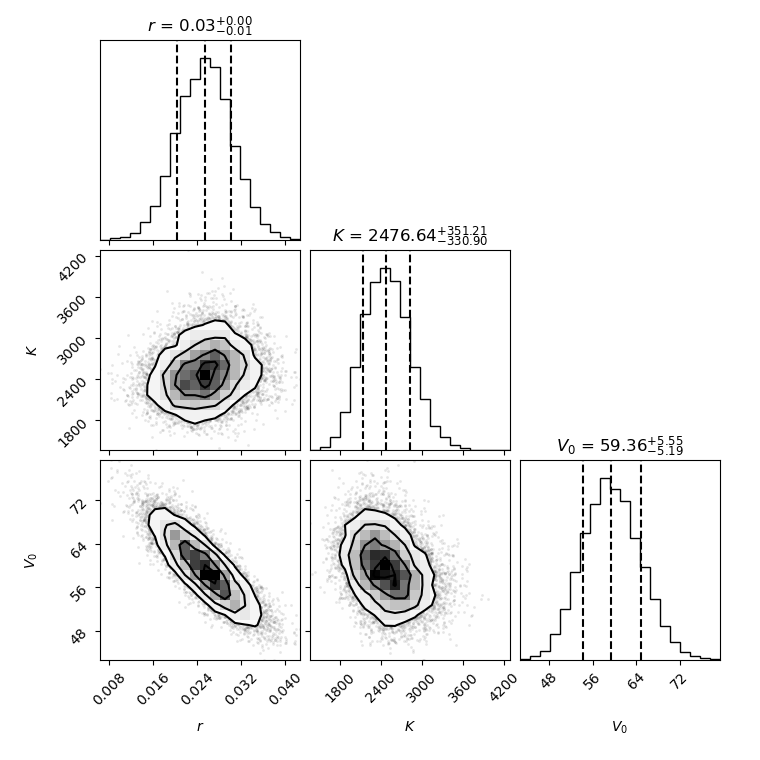 r = 0.03+0.00−0.01
K = 2476.64+351.21−330.90
4200
3600
3000
2400
1800
K
V0 = 59.36+5.55−5.19
72
64
56
48
V0
0.008 0.016 0.024 0.032 0.040
1800 2400 3000 3600 4200
48 56 64 72
r K V0